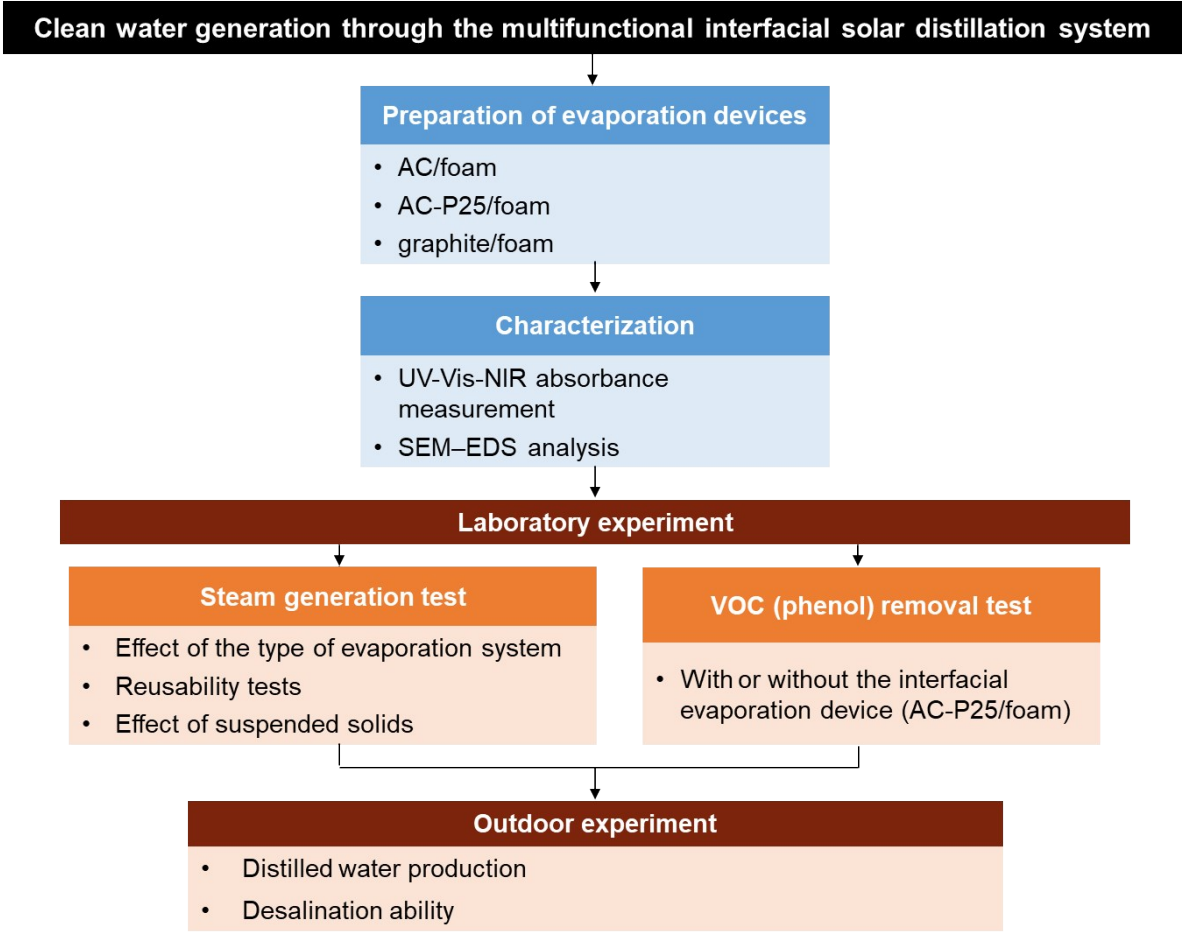 Clean water generation through the multifunctional interfacial solar distillation system
Preparation of evaporation devices
• AC/foam
• AC-P25/foam
• graphite/foam
Characterization
• UV-Vis-NIR absorbance
measurement
• SEM–EDS analysis
Laboratory experiment
Steam generation test
• Effect of the type of evaporation system
• Reusability tests
• Effect of suspended solids
VOC (phenol) removal test
• With or without the interfacial
evaporation device (AC-P25/foam)
Outdoor experiment
• Distilled water production
• Desalination ability